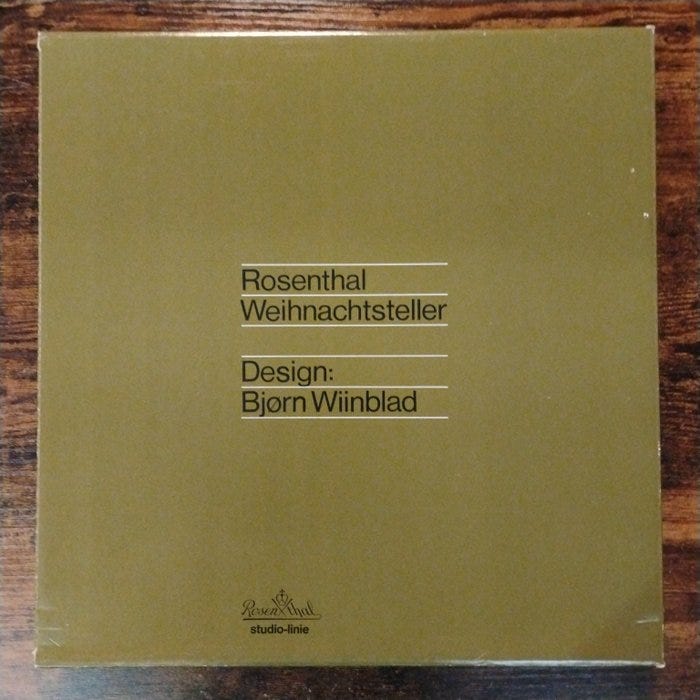 Rosenthal
Weihnachtsteller
Design:
Bjørn Wiinblad
Rosenthal
studio-linie